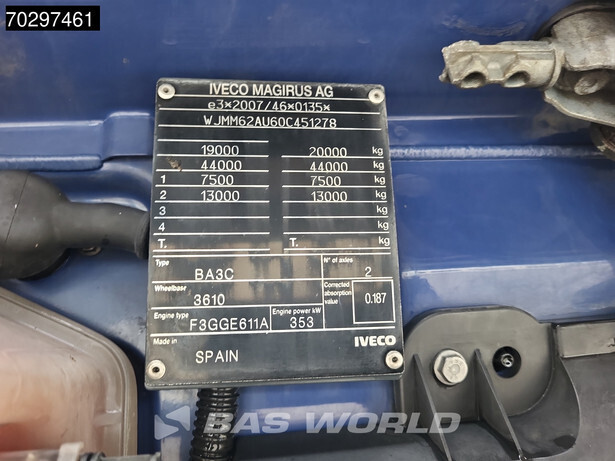 70297461
IVECO MAGIRUS AG
e3×2007/46×0135×
WJMM62AU60C451278
19000 20000 kg
44000 44000 kg
1 7500 7500 kg
2 13000 13000 kg
3 kg
4 kg
T. T. kg
Type BA3C N° of axles 2
Wheelbase 3610 Corrected absorption value 0.187
Engine type F3GGE611A Engine power kW 353
Made in SPAIN IVECO
BAS WORLD